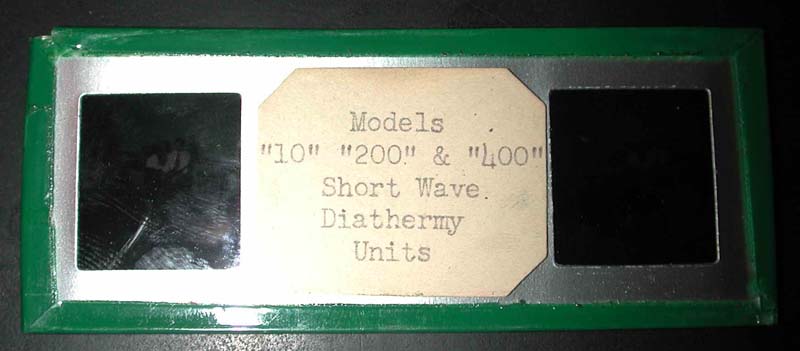 Models
"10" "200" & "400"
Short Wave
Diathermy
Units